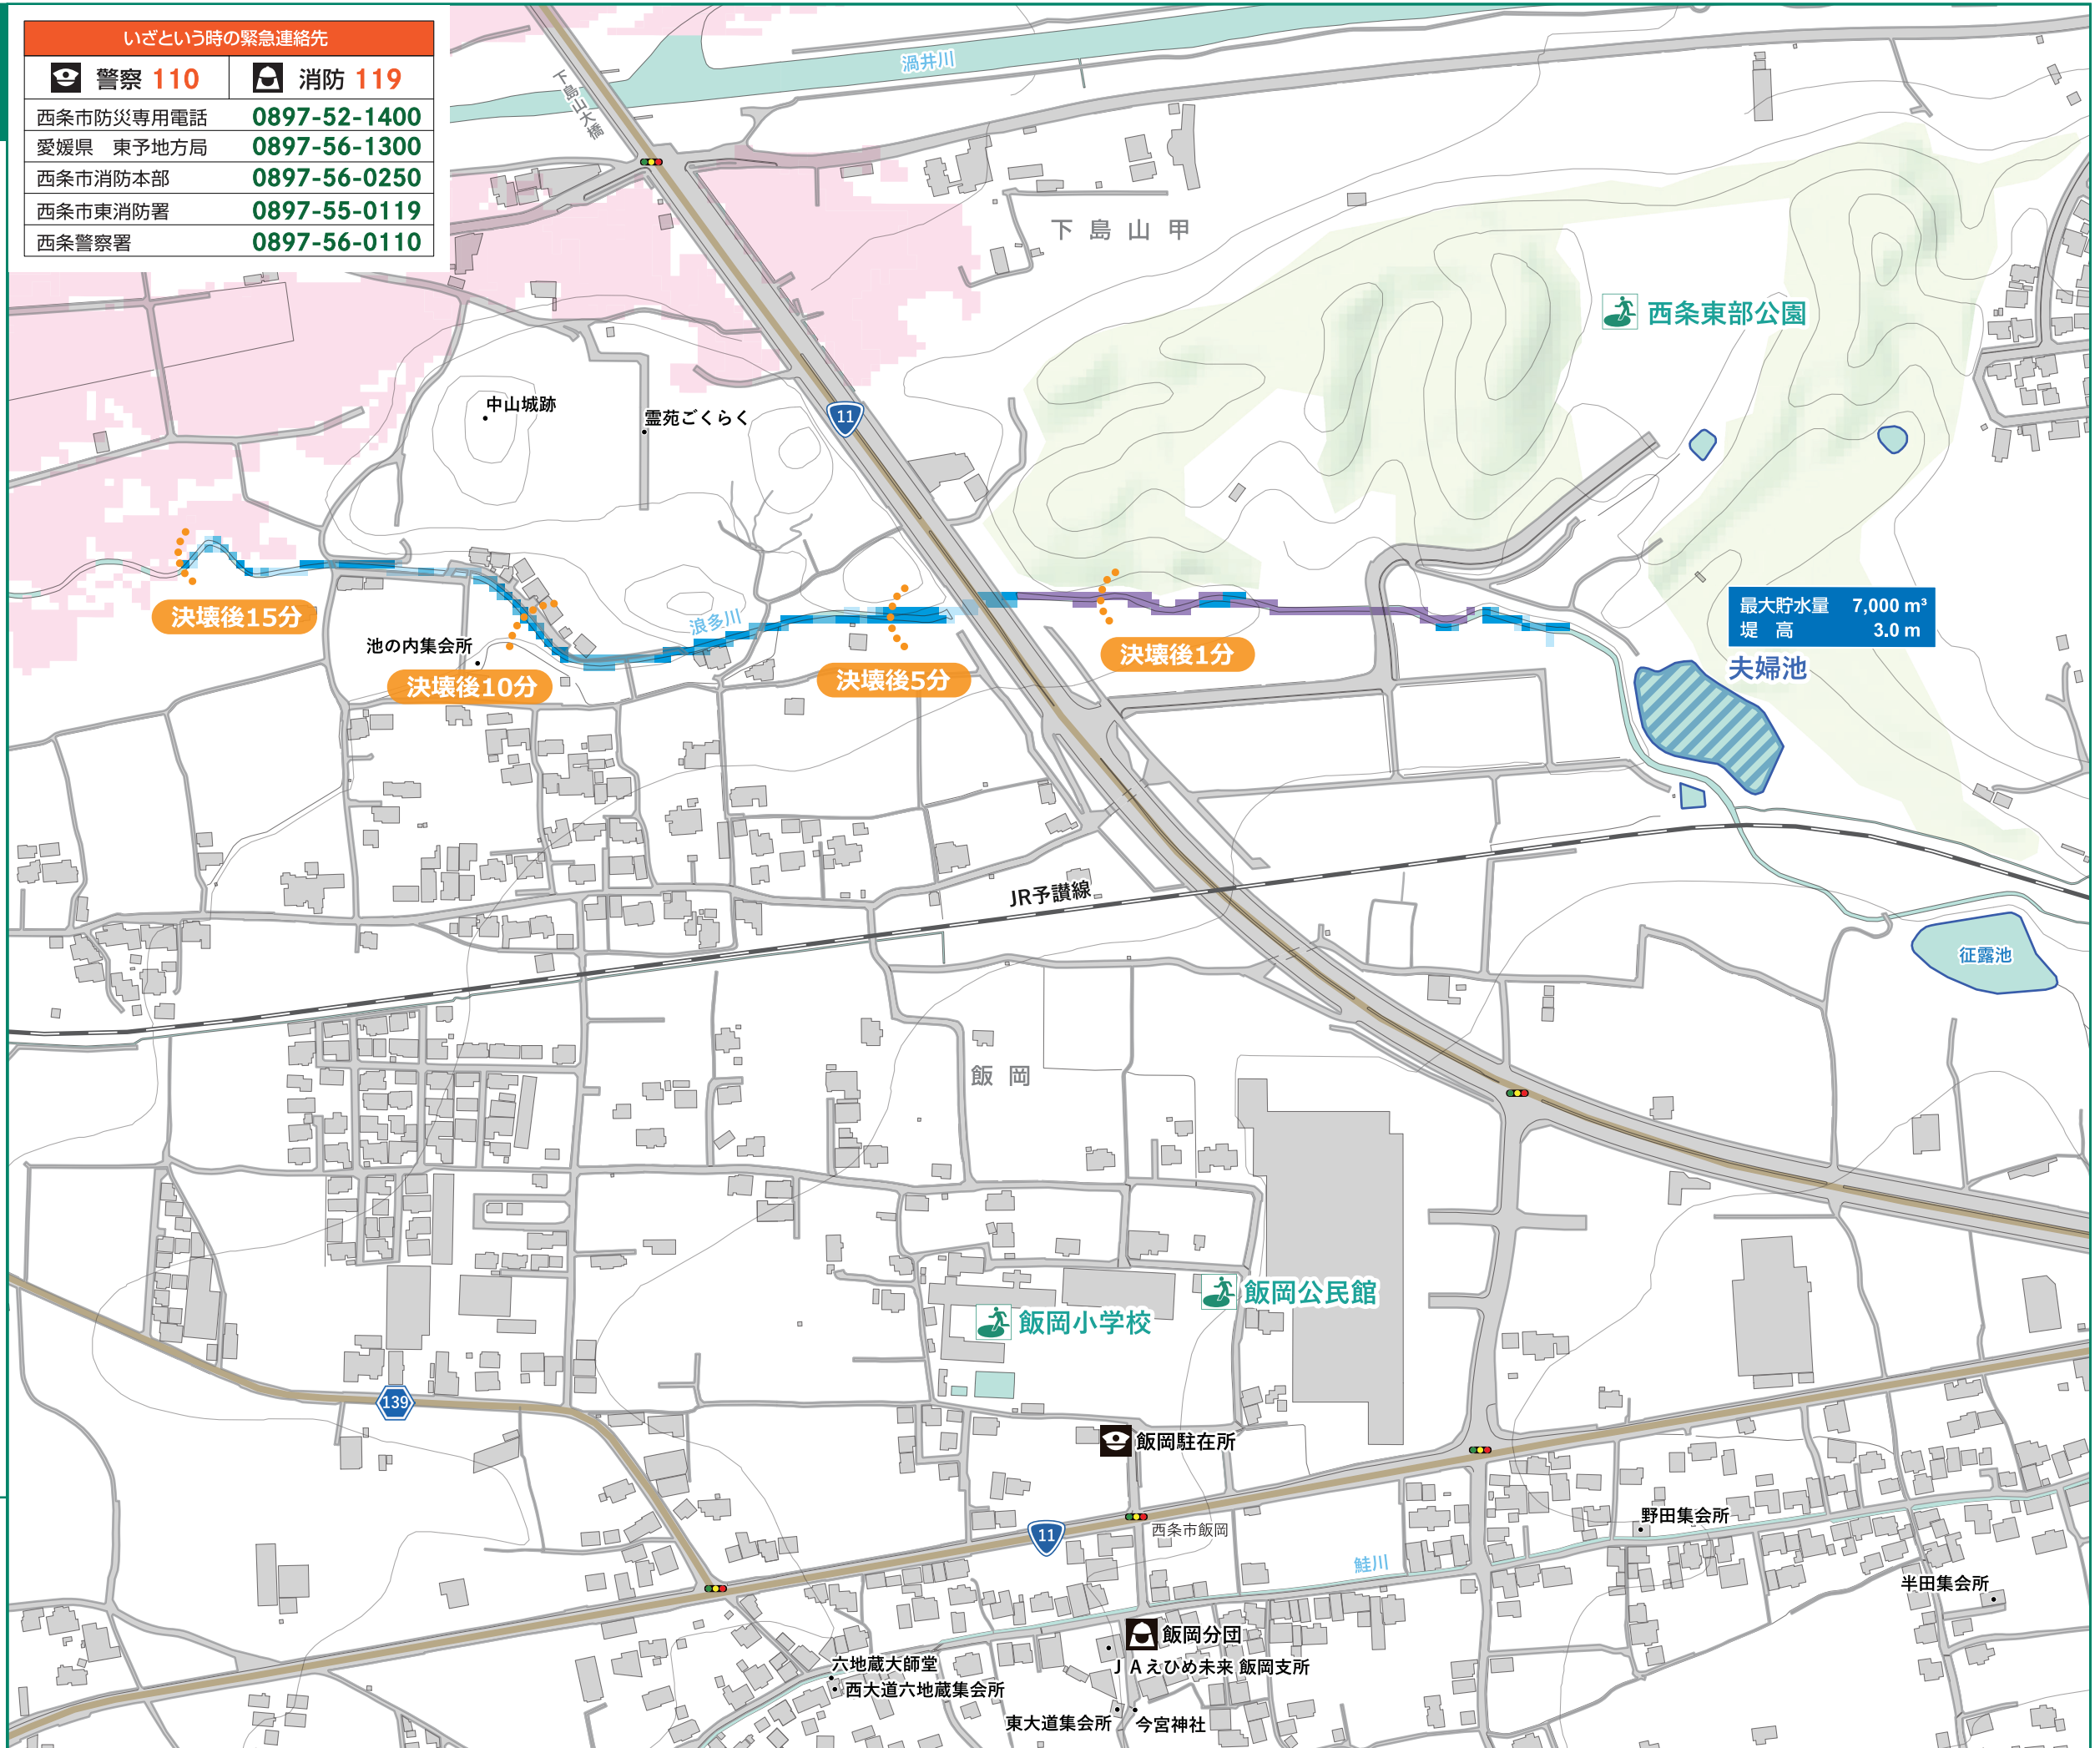 いざという時の緊急連絡先
警察 110
消防 119
西条市防災専用電話 0897-52-1400
愛媛県 東予地方局 0897-56-1300
西条市消防本部 0897-56-0250
西条市東消防署 0897-55-0119
西条警察署 0897-56-0110
渦井川
下島山大橋
下島山甲
西条東部公園
中山城跡
霊苑ごくらく
11
決壊後15分
池の内集会所
決壊後10分
浪多川
決壊後5分
決壊後1分
最大貯水量 7,000 m³
堤 高 3.0 m
夫婦池
JR予讃線
征露池
飯岡
飯岡公民館
飯岡小学校
139
飯岡駐在所
11
西条市飯岡
野田集会所
鮭川
半田集会所
飯岡分団
JAえひめ未来 飯岡支所
六地蔵大師堂
西大道六地蔵集会所
東大道集会所
今宮神社